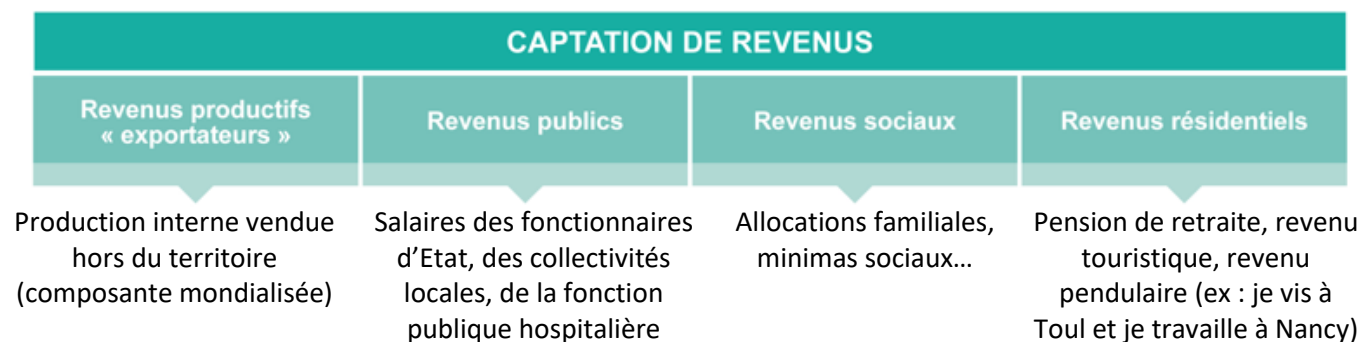 CAPTATION DE REVENUS
Revenus productifs
« exportateurs »
Revenus publics
Revenus sociaux
Revenus résidentiels
Production interne vendue
hors du territoire
(composante mondialisée)
Salaires des fonctionnaires
d’Etat, des collectivités
locales, de la fonction
publique hospitalière
Allocations familiales,
minimas sociaux…
Pension de retraite, revenu
touristique, revenu
pendulaire (ex : je vis à
Toul et je travaille à Nancy)